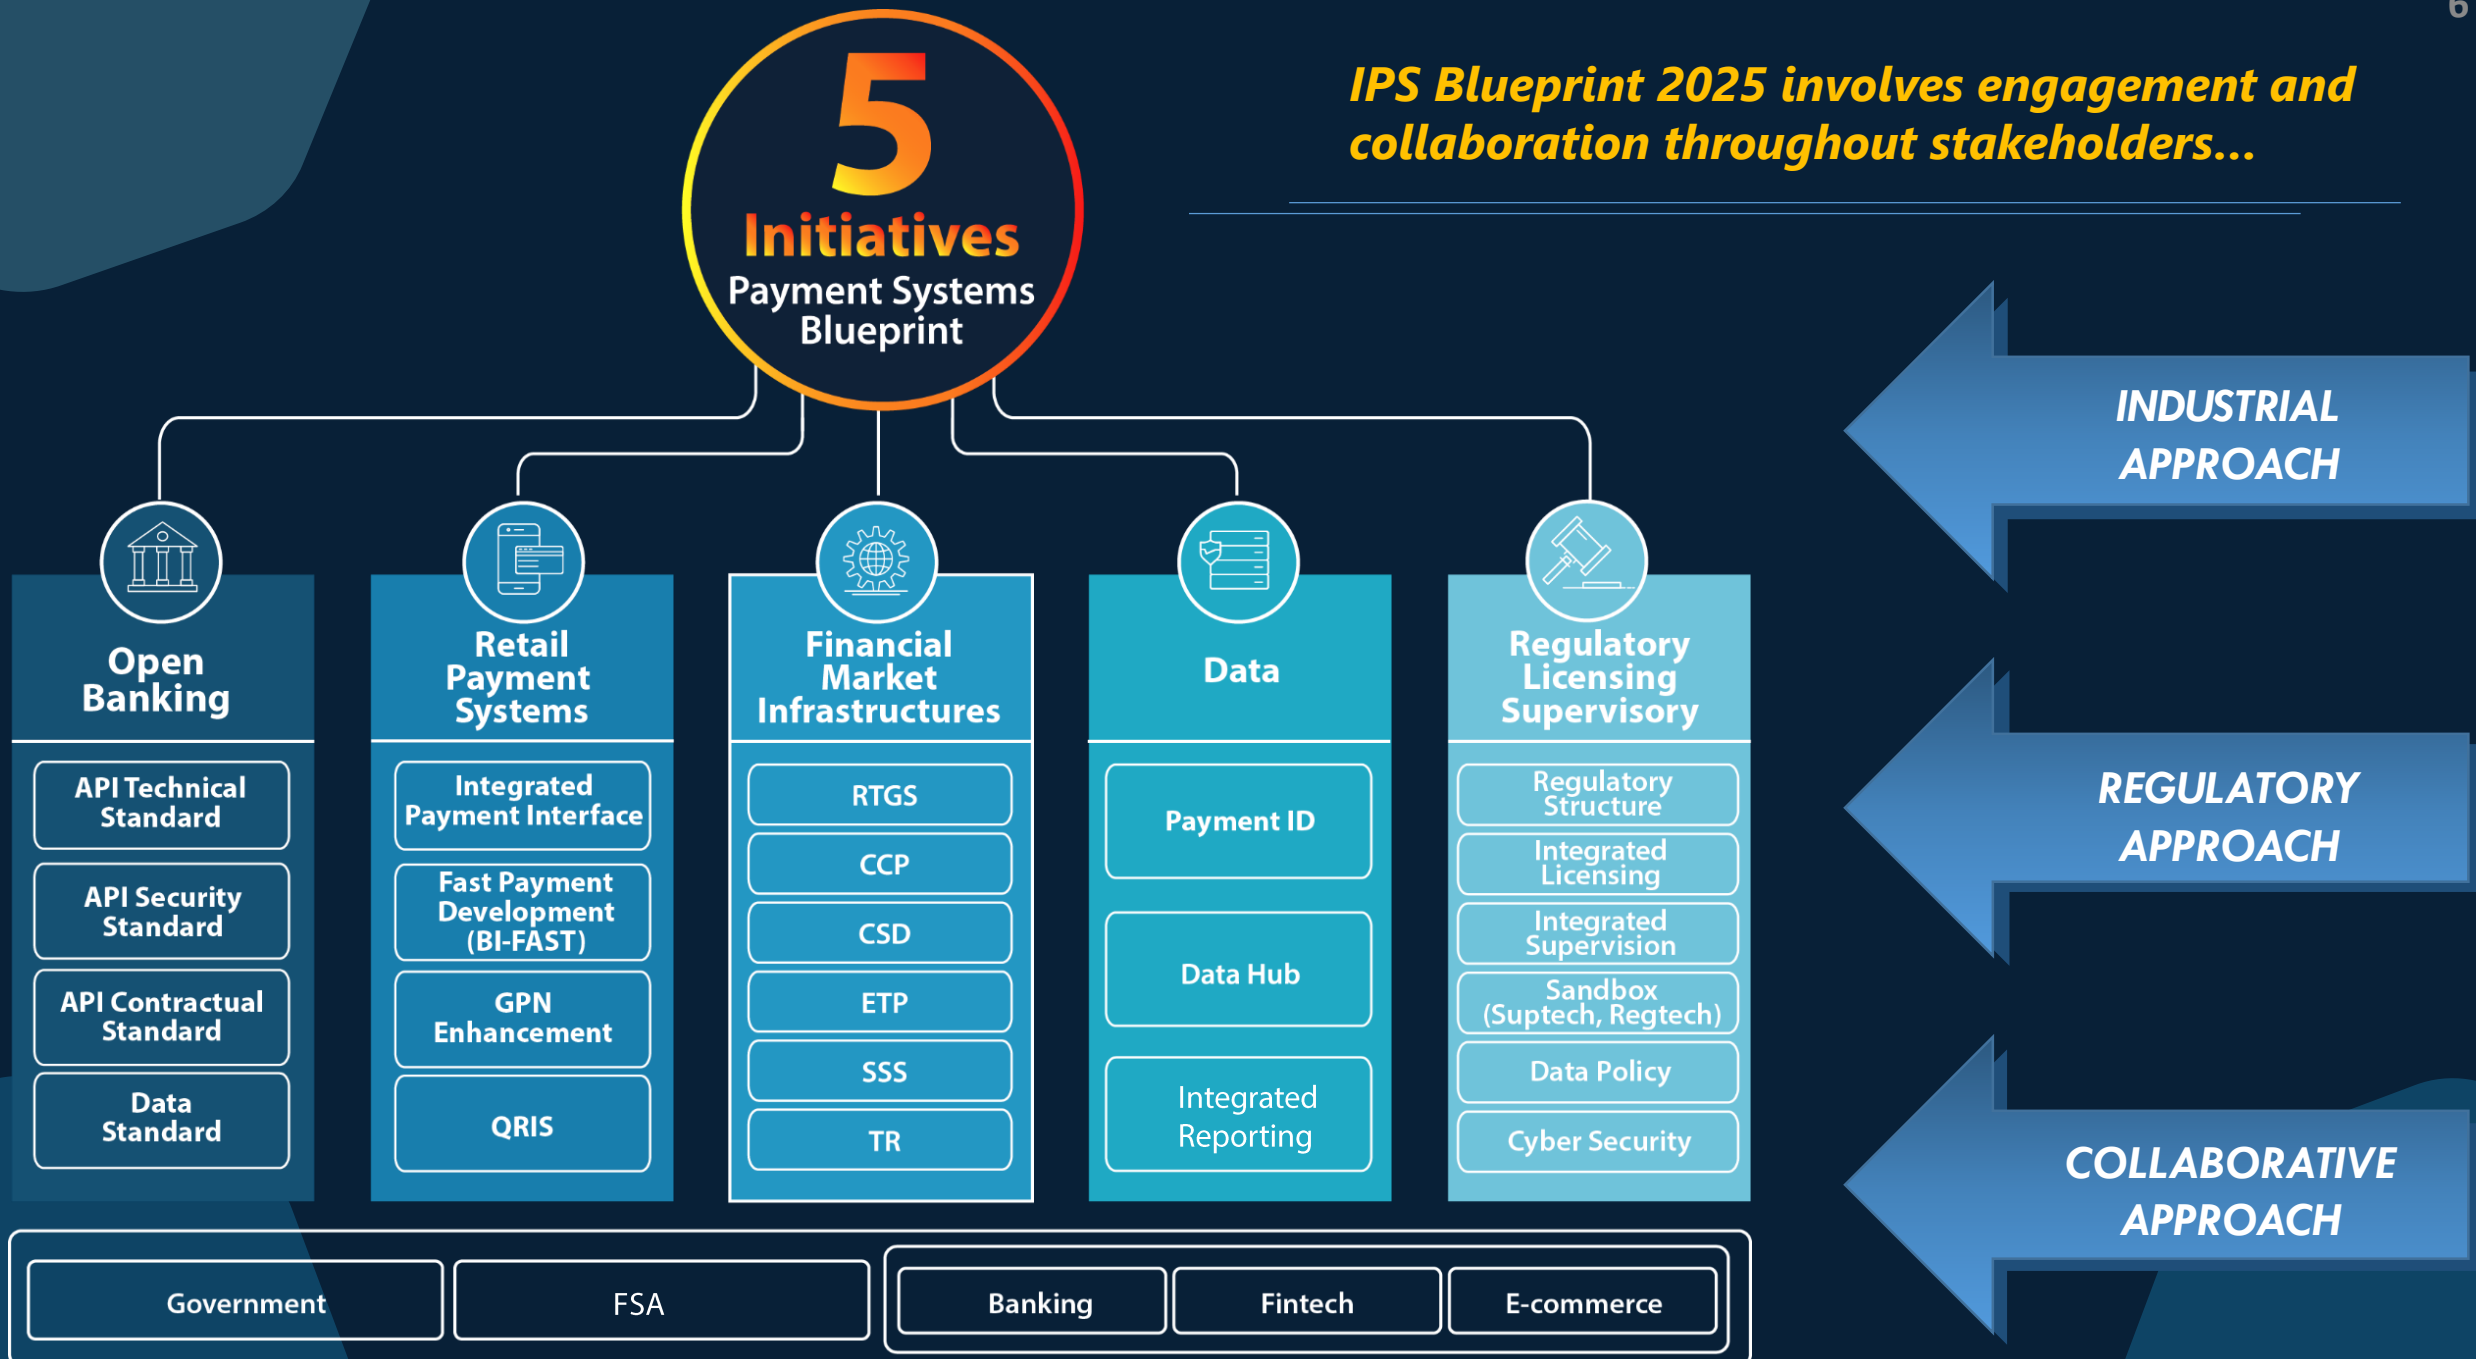 6
IPS Blueprint 2025 involves engagement and
collaboration throughout stakeholders...
5
Initiatives
Payment Systems
Blueprint
Open
Banking
API Technical
Standard
API Security
Standard
API Contractual
Standard
Data
Standard
Retail
Payment
Systems
Integrated
Payment Interface
Fast Payment
Development
(BI-FAST)
GPN
Enhancement
QRIS
Financial
Market
Infrastructures
RTGS
CCP
CSD
ETP
SSS
TR
Data
Payment ID
Data Hub
Integrated
Reporting
Regulatory
Licensing
Supervisory
Regulatory
Structure
Integrated
Licensing
Integrated
Supervision
Sandbox
(Suptech, Regtech)
Data Policy
Cyber Security
INDUSTRIAL
APPROACH
REGULATORY
APPROACH
COLLABORATIVE
APPROACH
Government
FSA
Banking
Fintech
E-commerce